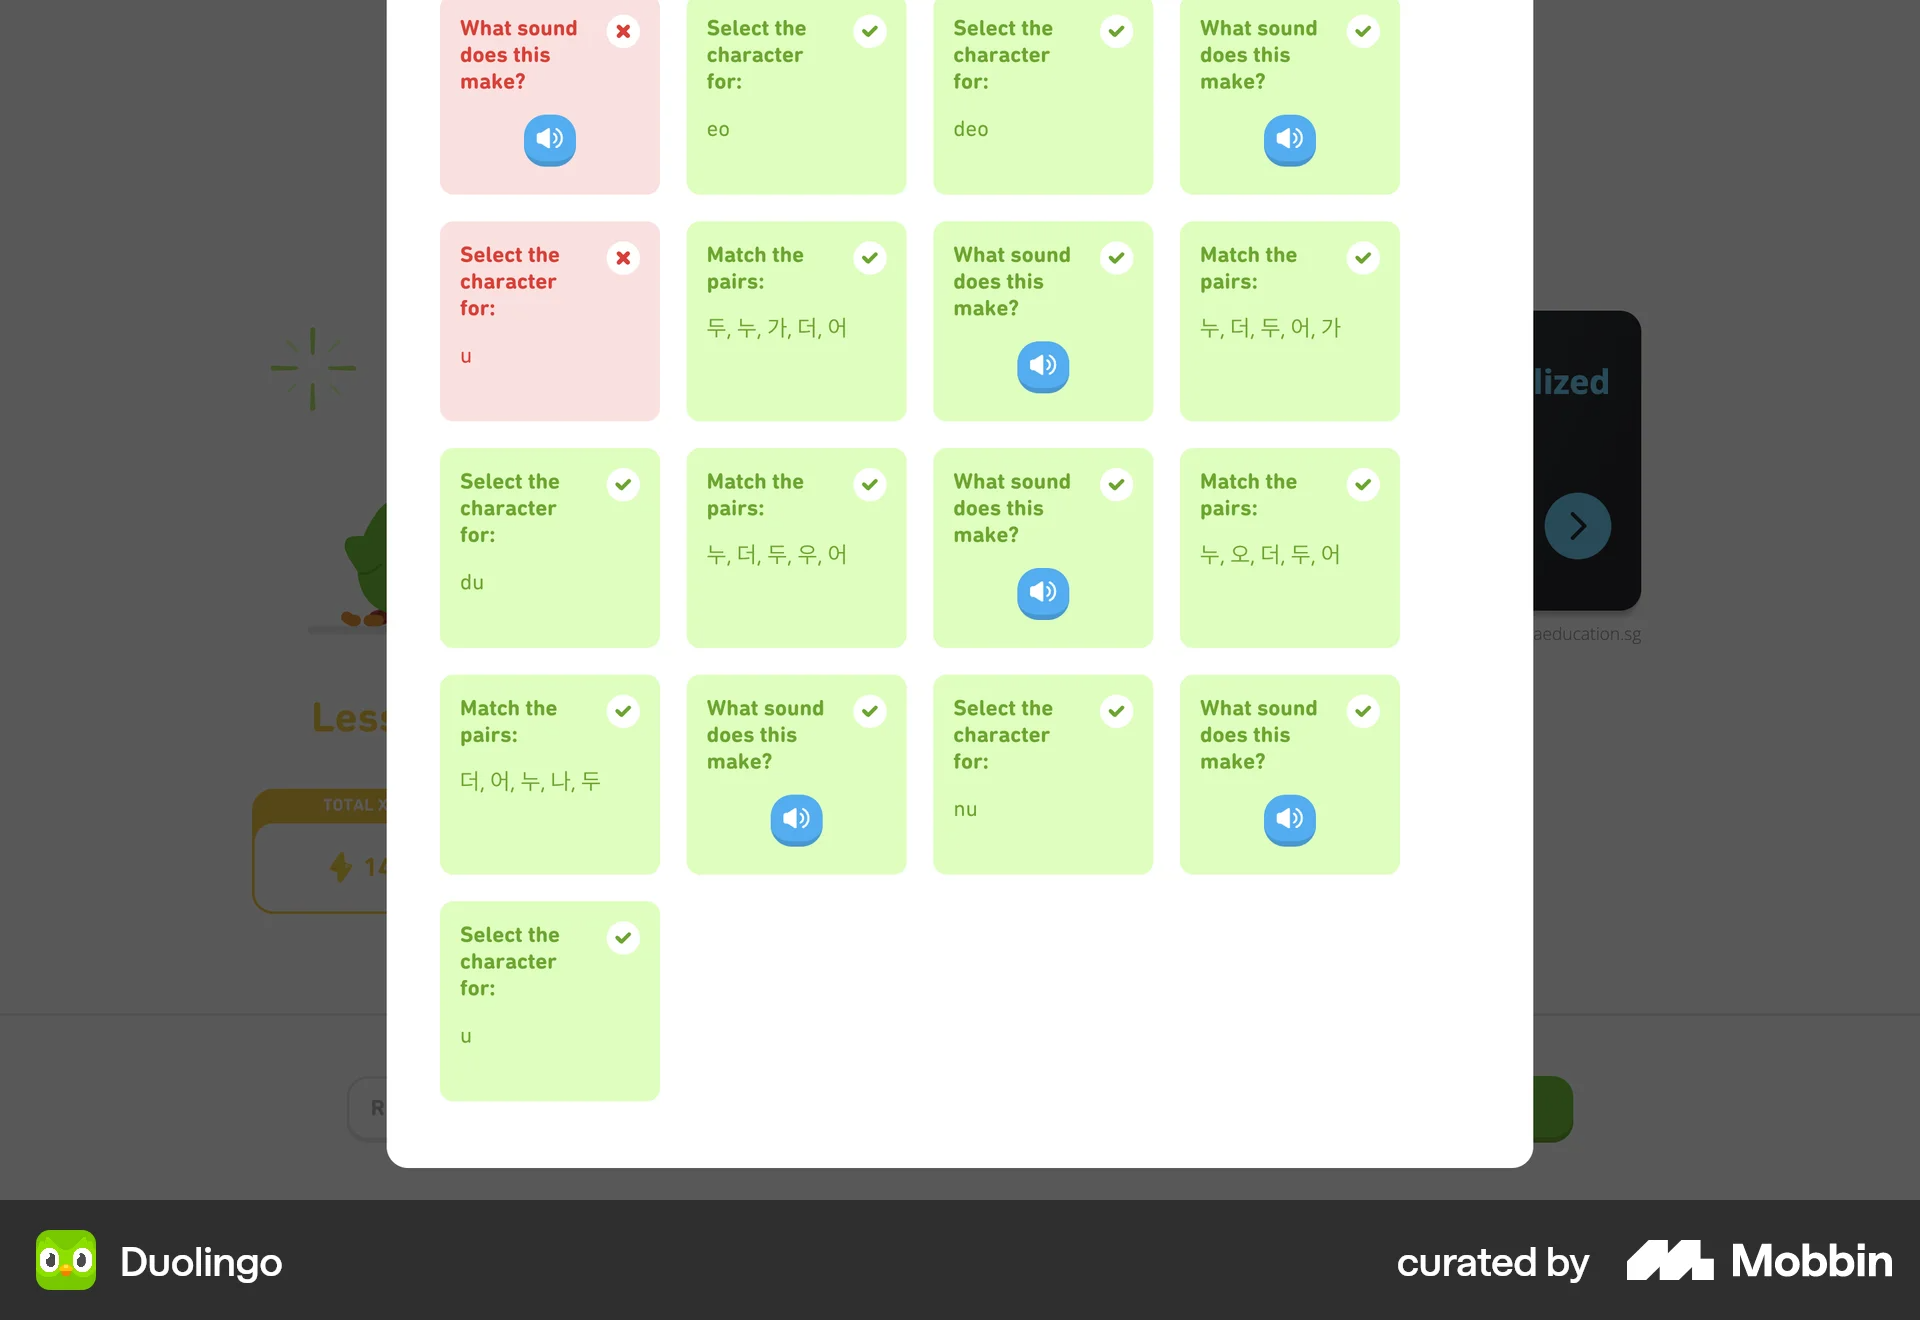 What sound
does this
make?
Select the
character
for:
eo
Select the
character
for:
deo
What sound
does this
make?
Select the
character
for:
u
Match the
pairs:
두, 누, 가, 더, 어
What sound
does this
make?
Match the
pairs:
누, 더, 두, 어, 가
Select the
character
for:
du
Match the
pairs:
누, 더, 두, 우, 어
What sound
does this
make?
Match the
pairs:
누, 오, 더, 두, 어
Match the
pairs:
더, 어, 누, 나, 두
What sound
does this
make?
Select the
character
for:
nu
What sound
does this
make?
Select the
character
for:
u
lized
aeducation.sg
Less
TOTAL X
14
R
Duolingo
curated by Mobbin